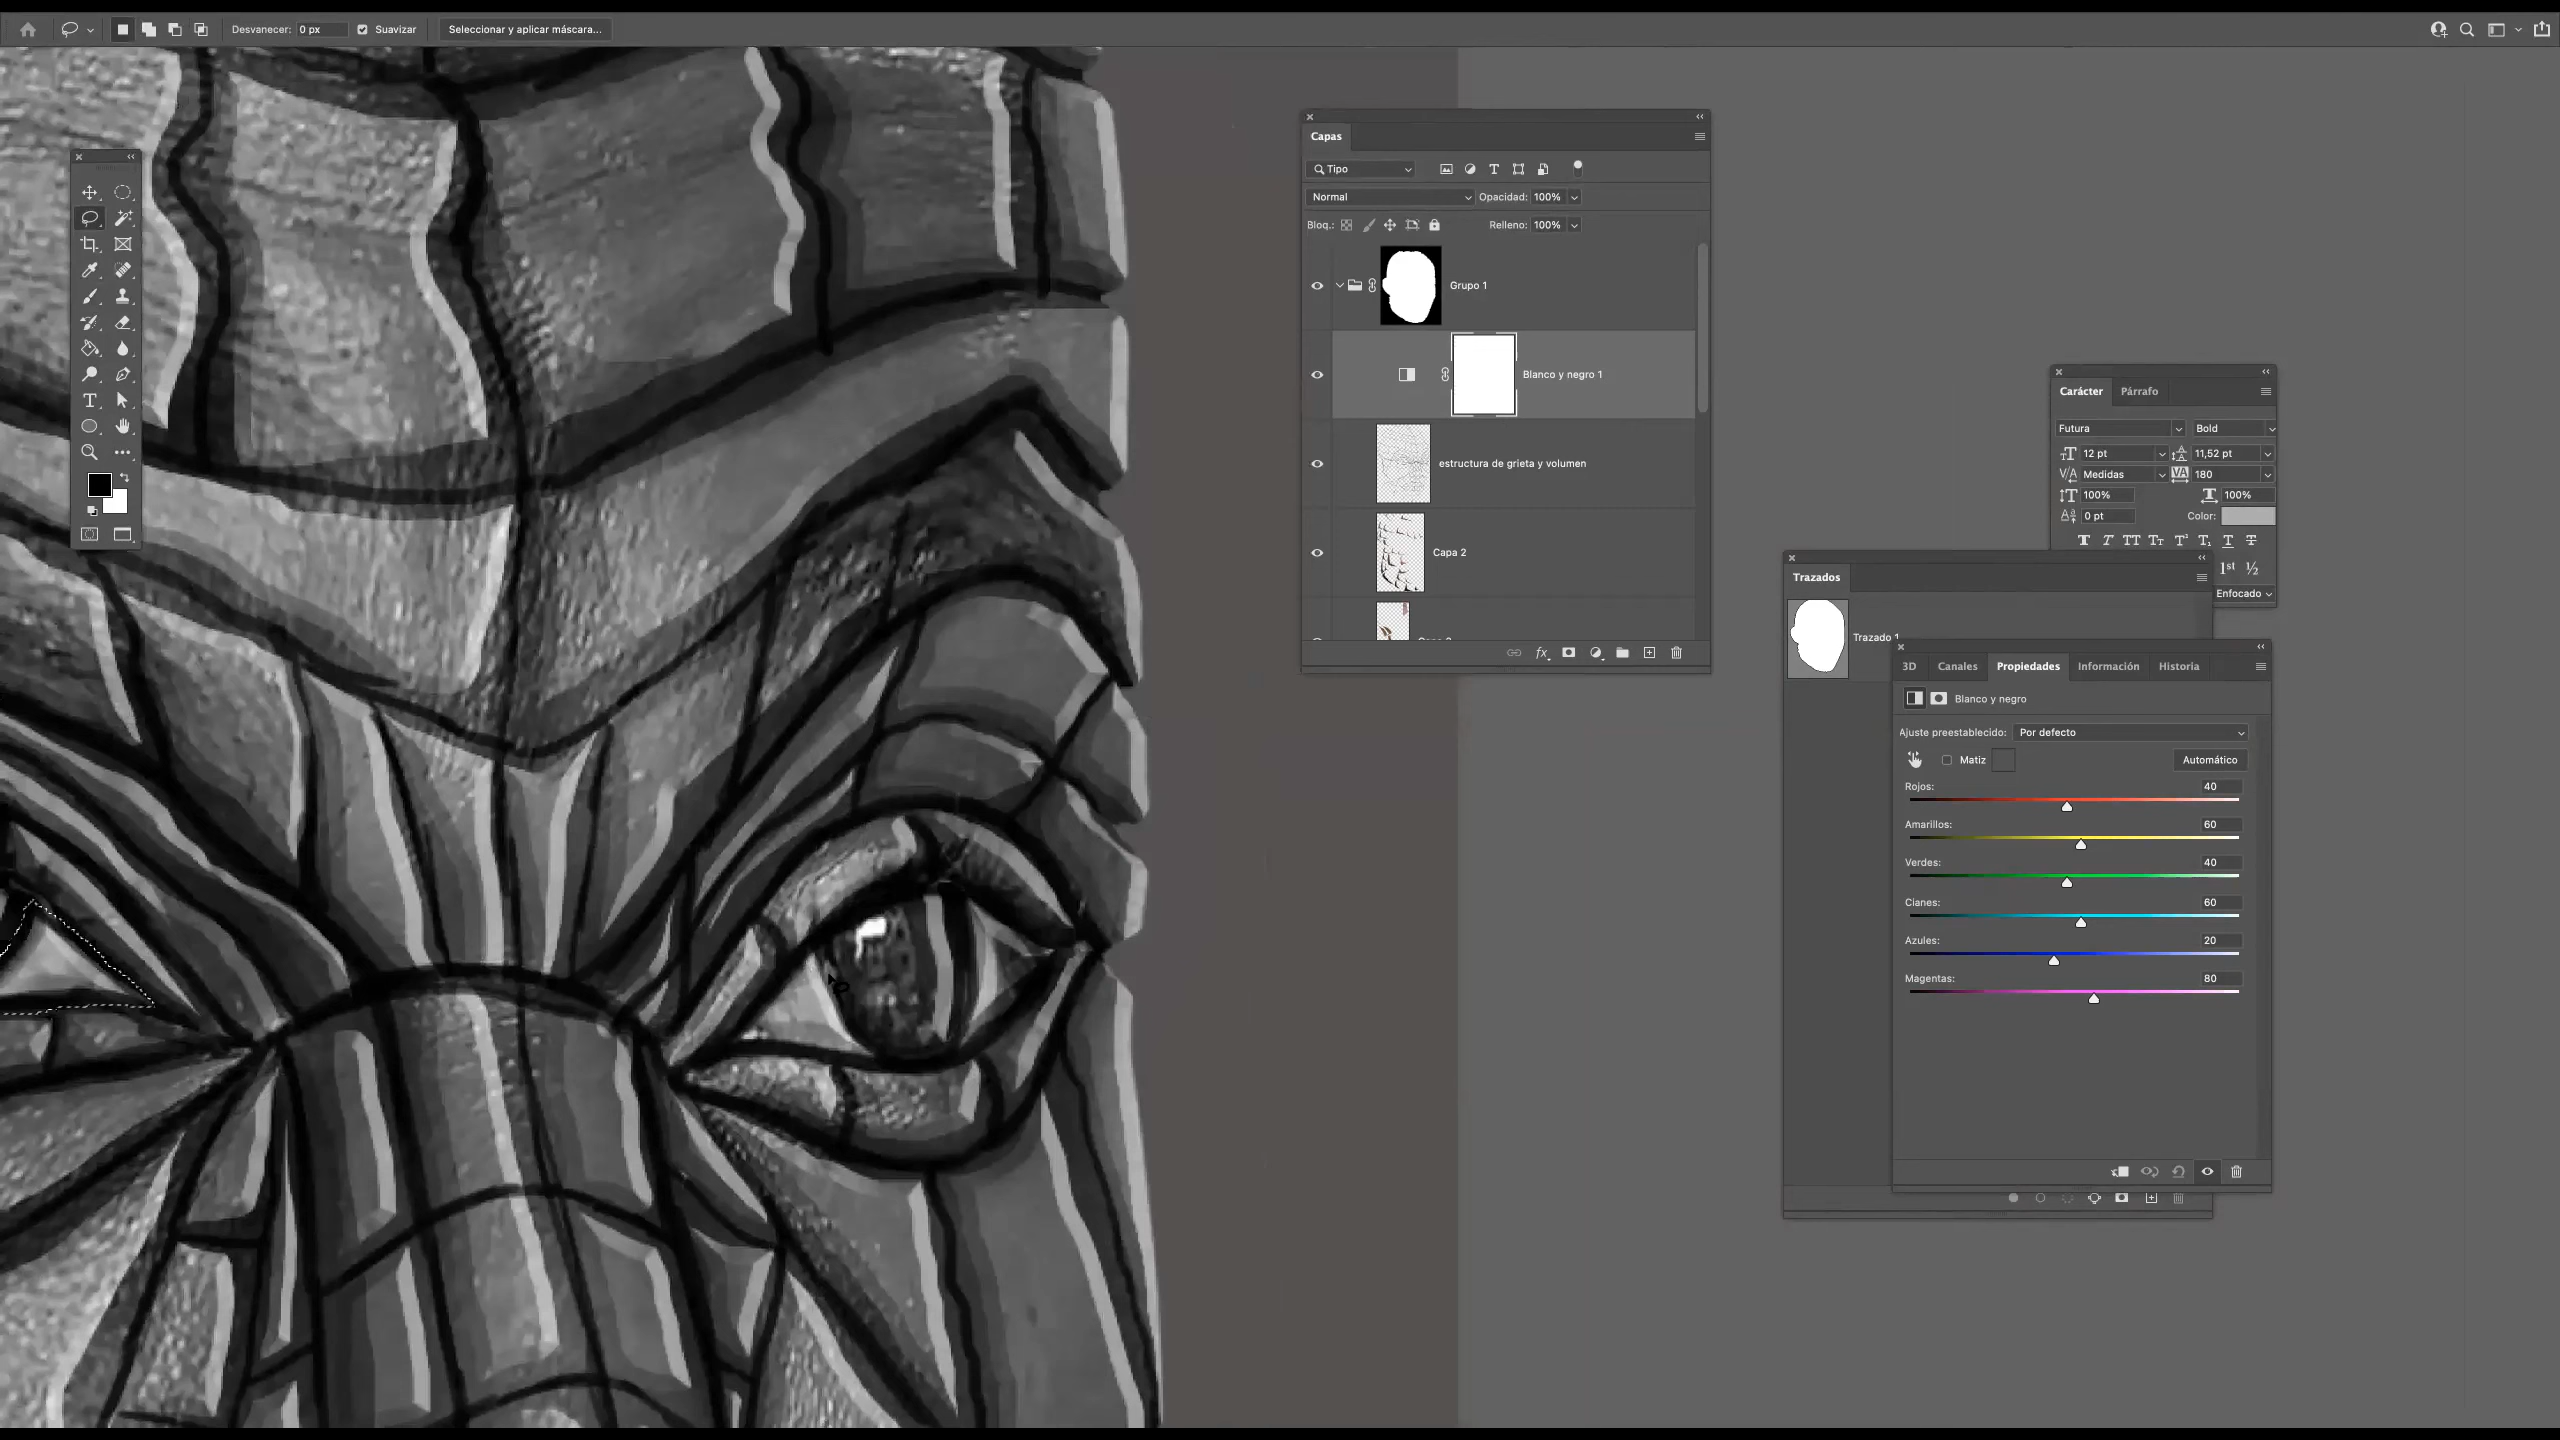 Desvanecer: 0 px Suavizar Seleccionar y aplicar máscara...
Capas
Tipo
Normal Opacidad: 100%
Bloq.: Relleno: 100%
Grupo 1
Blanco y negro 1
estructura de grieta y volumen
Capa 2
Carácter Párrafo
Futura Bold
12 pt 11,52 pt
Medidas 180
100% 100%
0 pt Color:
1st ½
Enfocado
Trazados
Trazado 1
3D Canales Propiedades Información Historia
Blanco y negro
Ajuste preestablecido: Por defecto
Matiz Automático
Rojos: 40
Amarillos: 60
Verdes: 40
Cianes: 60
Azules: 20
Magentas: 80